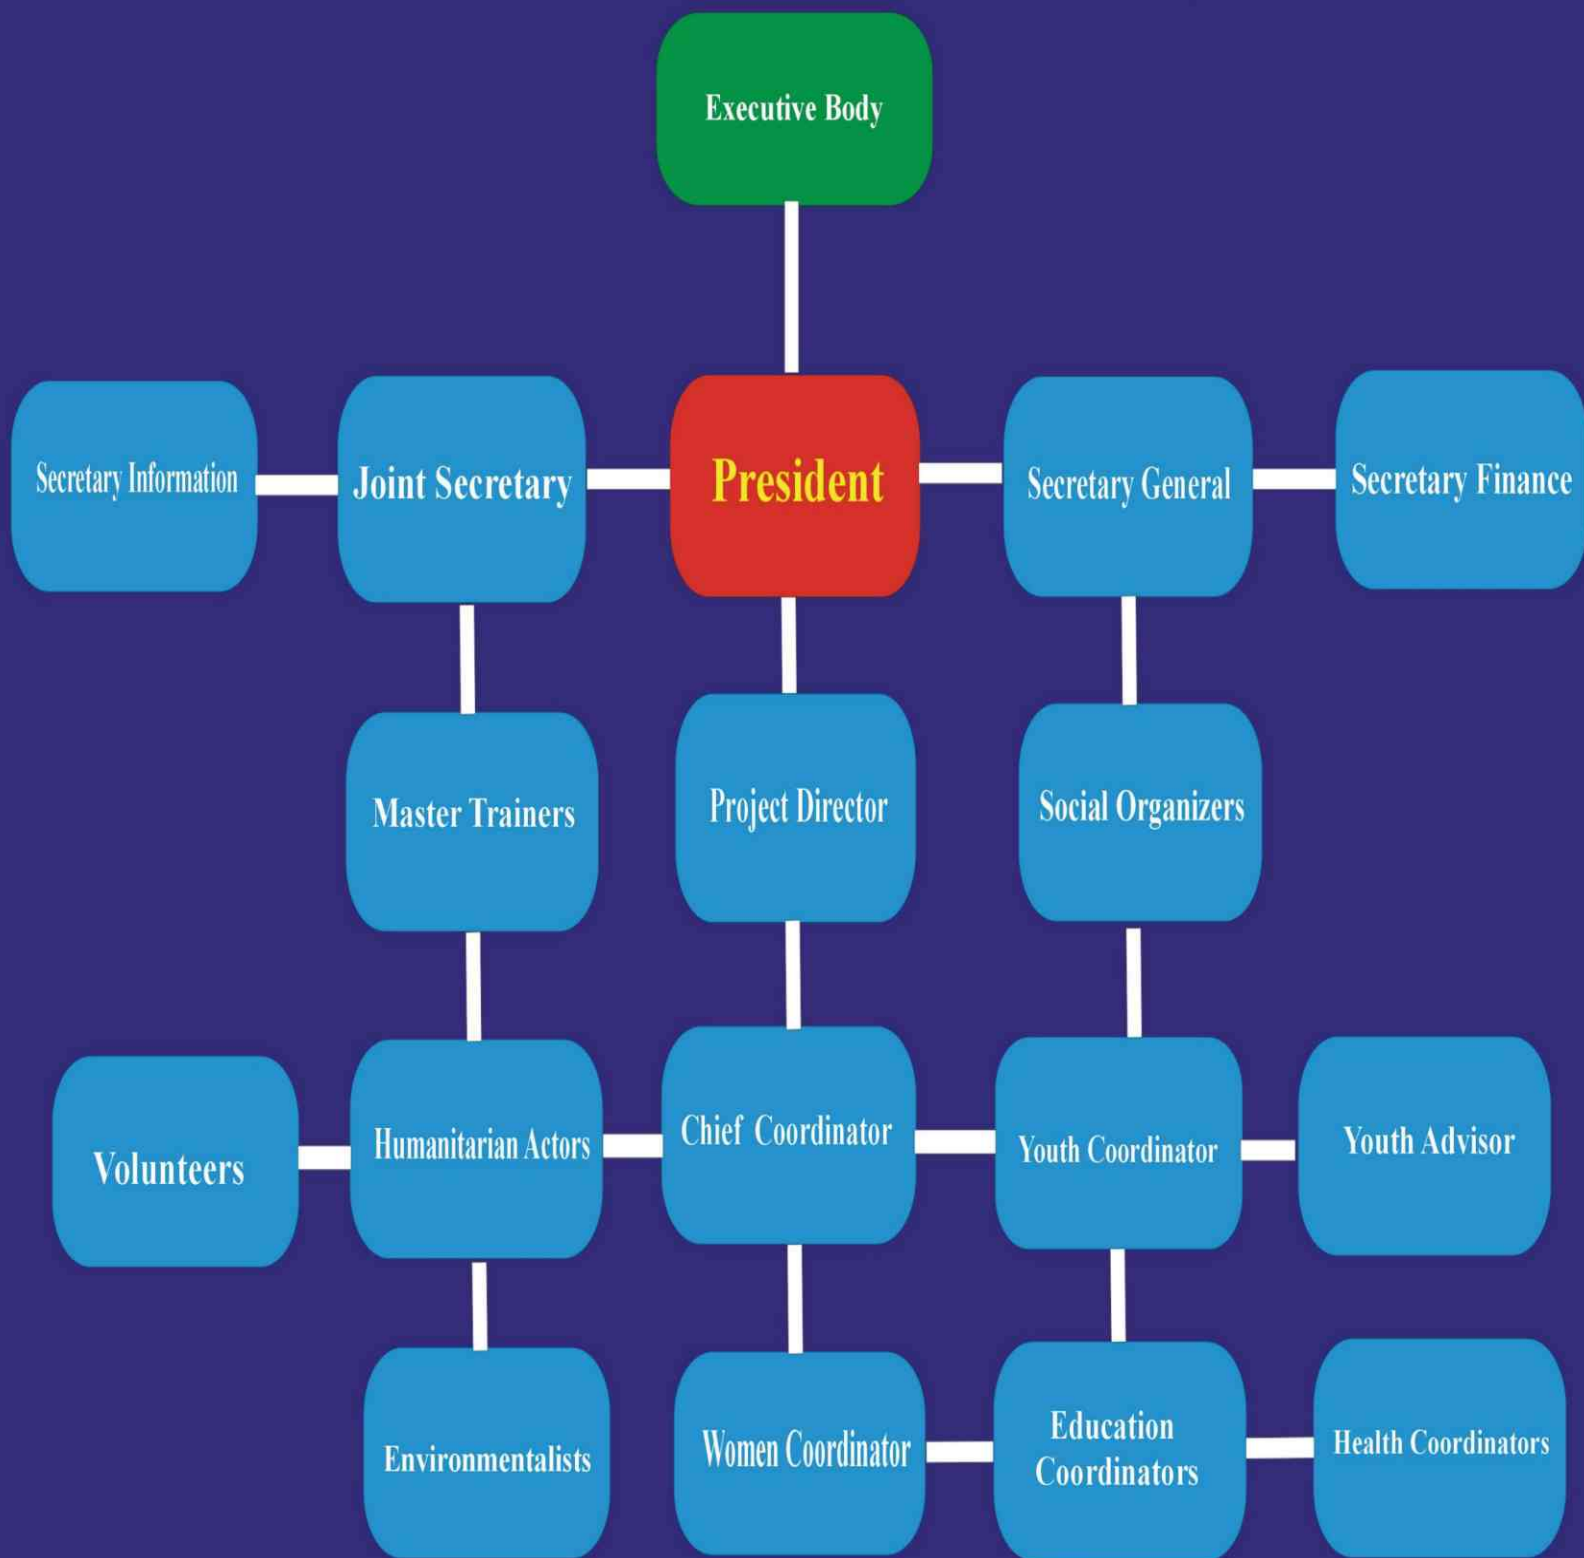 Executive Body
Secretary Information
Joint Secretary
President
Secretary General
Secretary Finance
Master Trainers
Project Director
Social Organizers
Volunteers
Humanitarian Actors
Chief Coordinator
Youth Coordinator
Youth Advisor
Environmentalists
Women Coordinator
Education
Coordinators
Health Coordinators